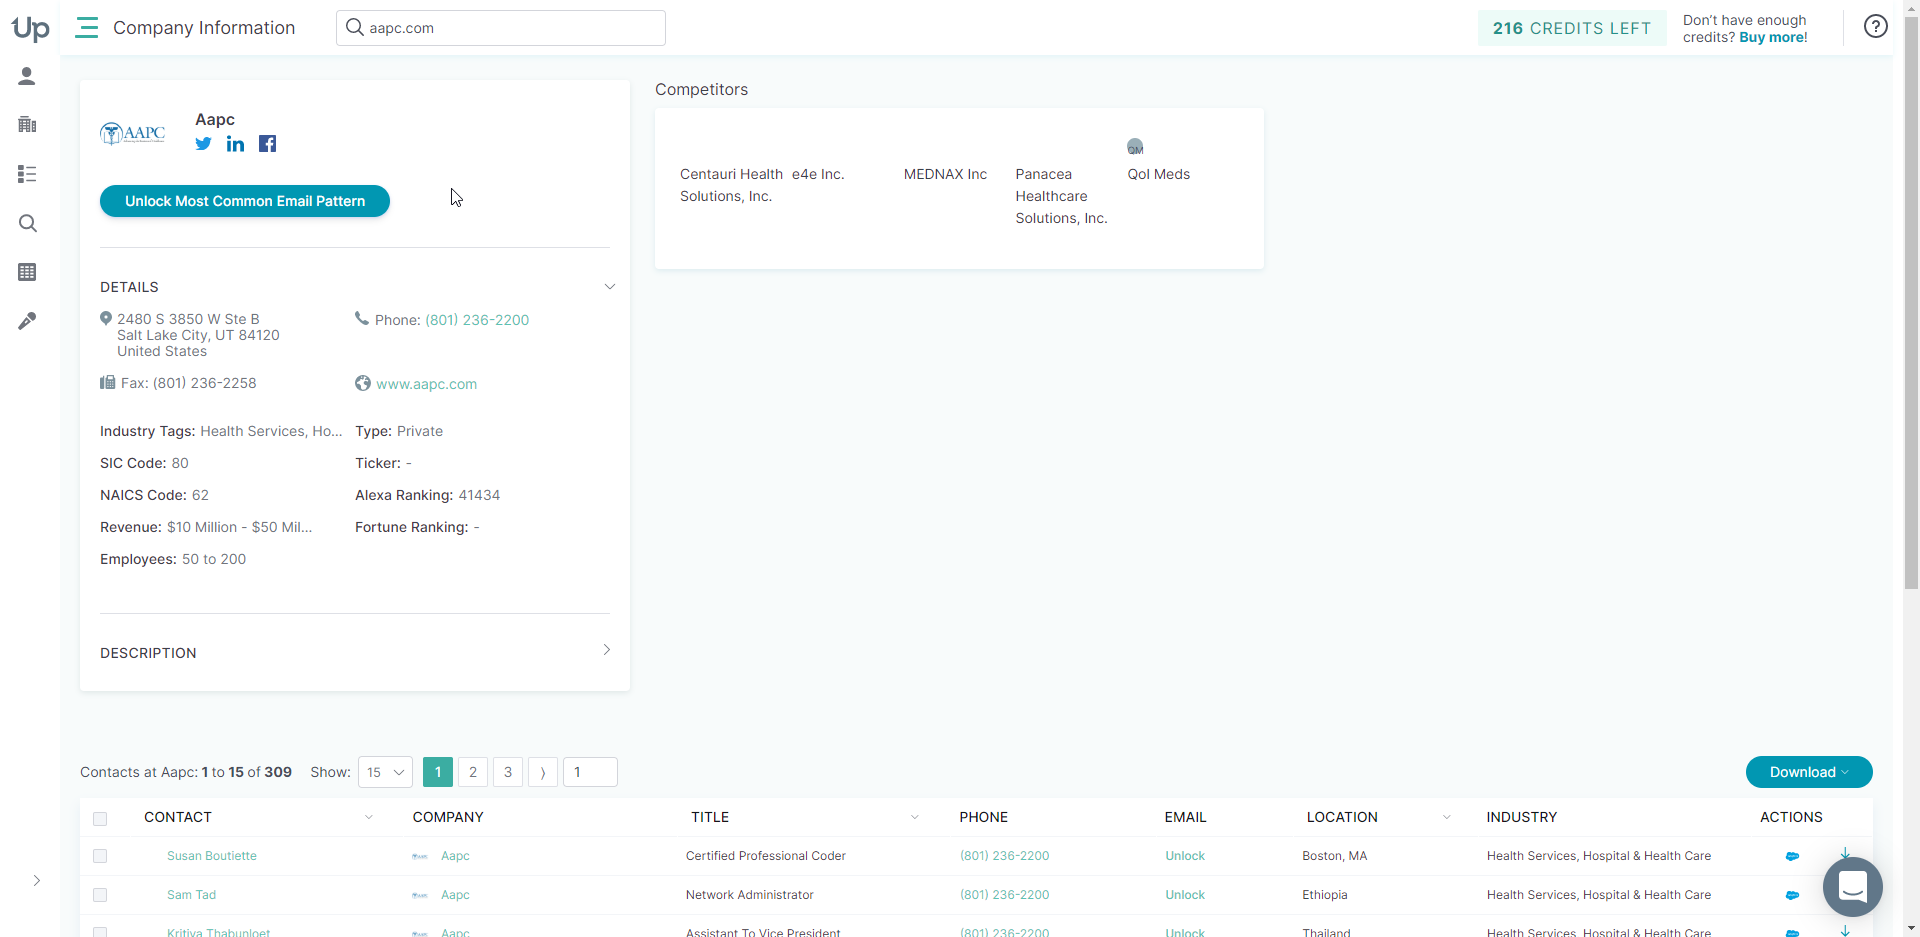 Up
Company Information
aapc.com
216 CREDITS LEFT
Don't have enough
credits? Buy more!
?
AAPC
Aapc
Unlock Most Common Email Pattern
DETAILS
2480 S 3850 W Ste B
Salt Lake City, UT 84120
United States
Phone: (801) 236-2200
Fax: (801) 236-2258
www.aapc.com
Industry Tags: Health Services, Ho...
Type: Private
SIC Code: 80
Ticker: -
NAICS Code: 62
Alexa Ranking: 41434
Revenue: $10 Million - $50 Mil...
Fortune Ranking: -
Employees: 50 to 200
DESCRIPTION
Competitors
Centauri Health
Solutions, Inc.
e4e Inc.
MEDNAX Inc
Panacea
Healthcare
Solutions, Inc.
QM
Qol Meds
Contacts at Aapc: 1 to 15 of 309
Show: 15
1 2 3 ⟩ 1
Download
CONTACT COMPANY TITLE PHONE EMAIL LOCATION INDUSTRY ACTIONS
Susan Boutiette Aapc Certified Professional Coder (801) 236-2200 Unlock Boston, MA Health Services, Hospital & Health Care
Sam Tad Aapc Network Administrator (801) 236-2200 Unlock Ethiopia Health Services, Hospital & Health Care
Kritiya Thabunloet Aapc Assistant To Vice President (801) 236-2200 Unlock Thailand Health Services, Hospital & Health Care